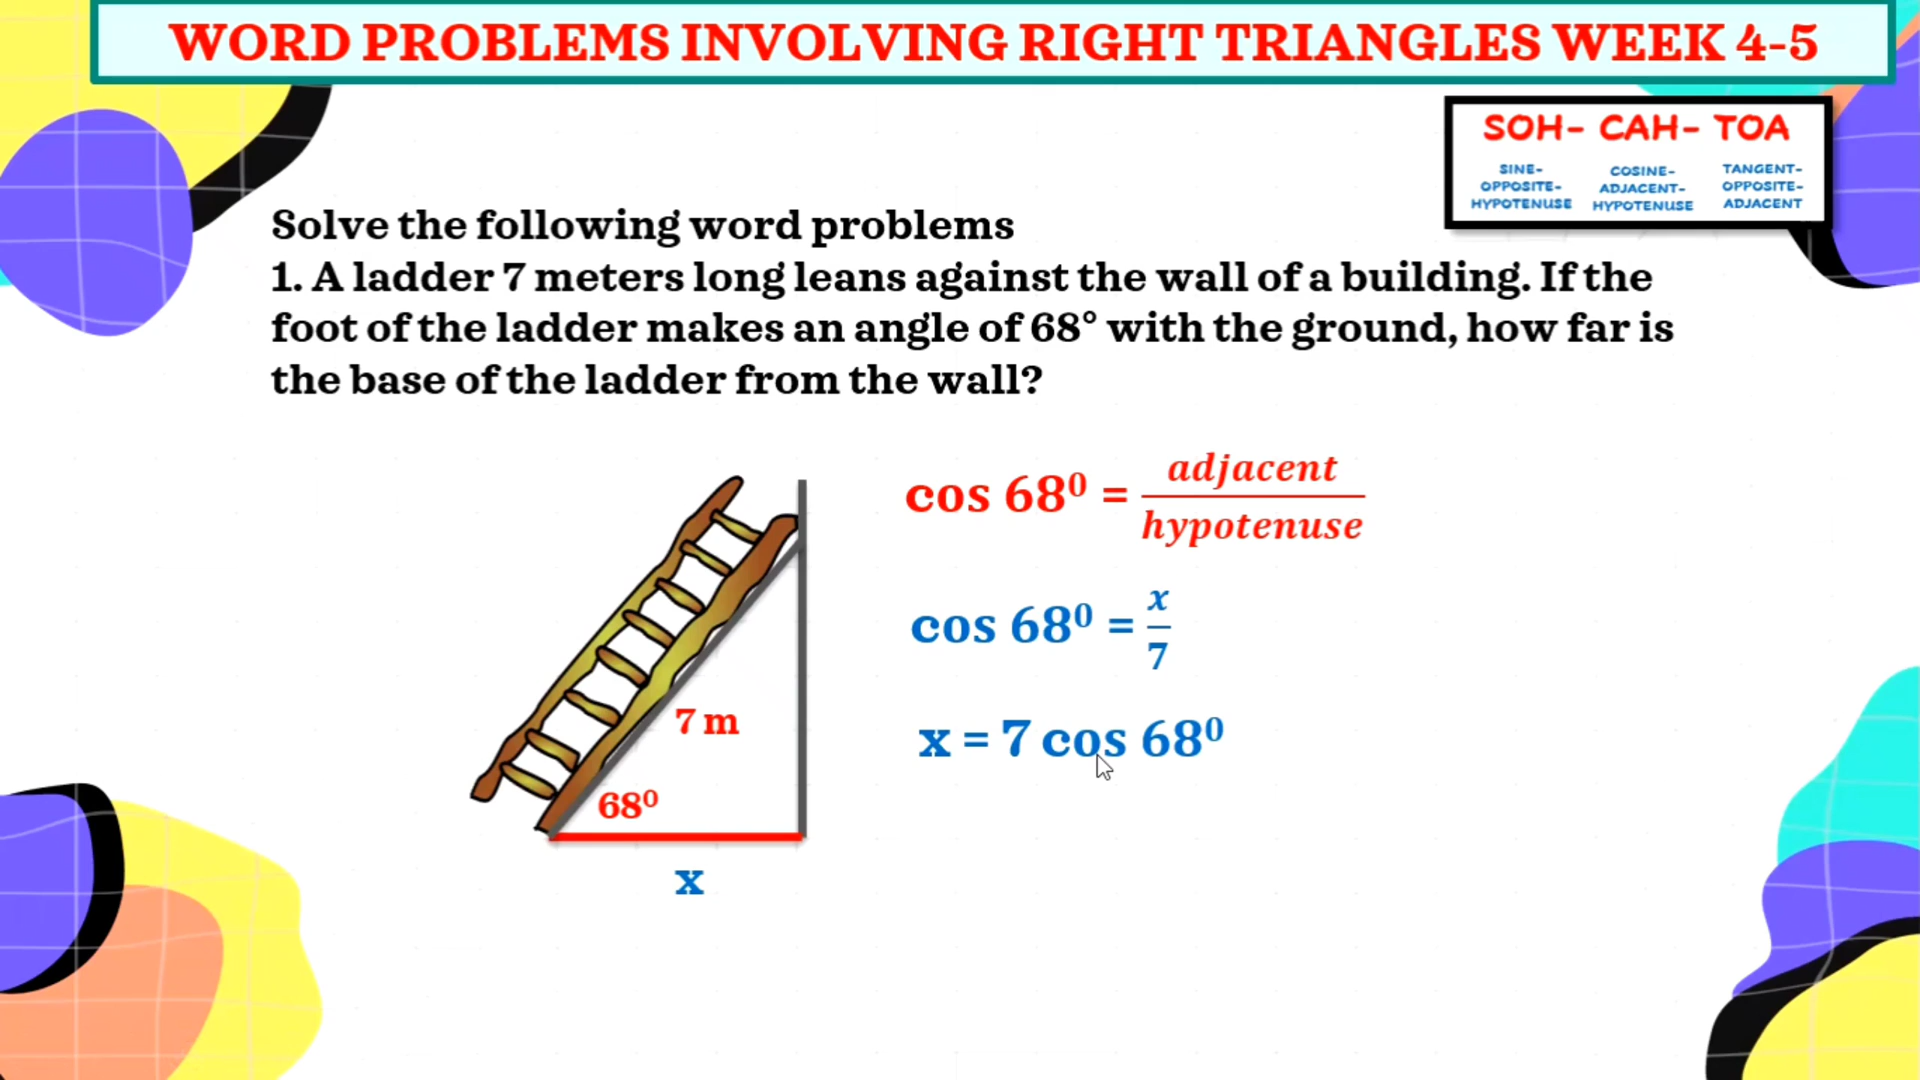 WORD PROBLEMS INVOLVING RIGHT TRIANGLES WEEK 4-5
SOH- CAH- TOA
SINE-
OPPOSITE-
HYPOTENUSE
COSINE-
ADJACENT-
HYPOTENUSE
TANGENT-
OPPOSITE-
ADJACENT
Solve the following word problems
1. A ladder 7 meters long leans against the wall of a building. If the
foot of the ladder makes an angle of 68° with the ground, how far is
the base of the ladder from the wall?
cos 68⁰ = adjacent
hypotenuse
cos 68⁰ = x
7
x = 7 cos 68⁰
7 m
68⁰
x